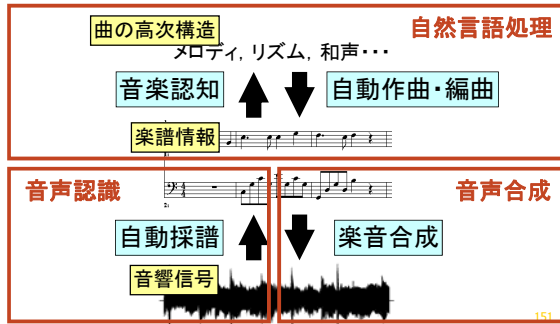 曲の高次構造
自然言語処理
メロディ, リズム, 和声・・・
音楽認知
自動作曲・編曲
楽譜情報
音声認識
音声合成
自動採譜
楽音合成
音響信号
151